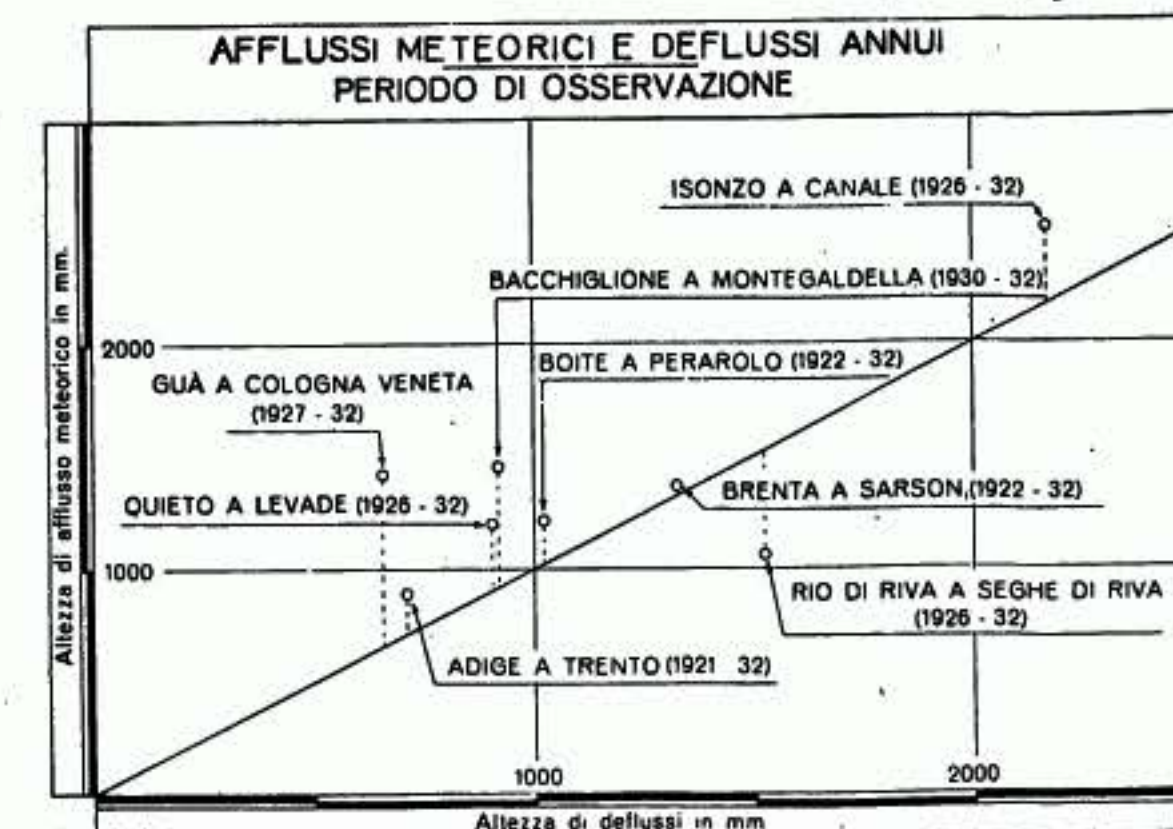 AFFLUSSI METEORICI E DEFLUSSI ANNUI
PERIODO DI OSSERVAZIONE
ISONZO A CANALE (1926 - 32)
BACCHIGLIONE A MONTEGALDELLA (1930 - 32)
2000
BOITE A PERAROLO (1922 - 32)
GUÀ A COLOGNA VENETA
(1927 - 32)
QUIETO A LEVADE (1926 - 32)
BRENTA A SARSON (1922 - 32)
1000
RIO DI RIVA A SEGHE DI RIVA
(1926 - 32)
ADIGE A TRENTO (1921 32)
1000
2000
Altezza di afflusso meteorico in mm.
Altezza di deflussi in mm